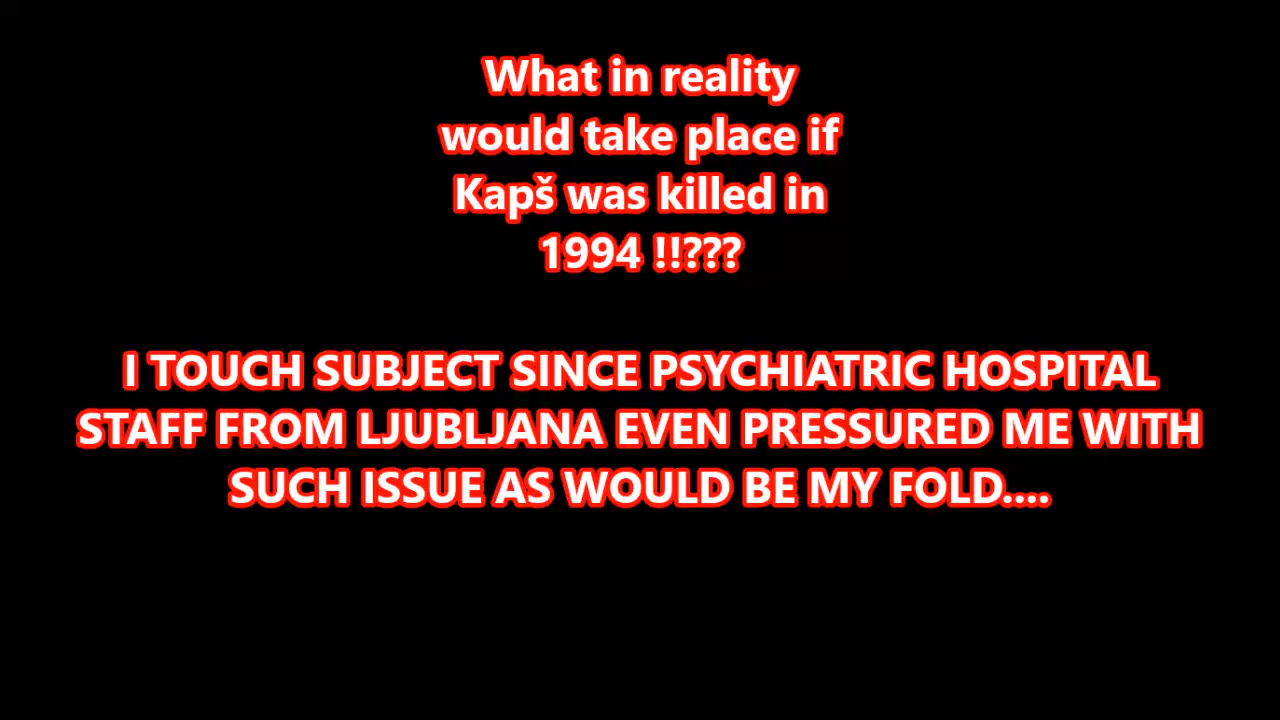 What in reality
would take place if
Kapš was killed in
1994 !!???
I TOUCH SUBJECT SINCE PSYCHIATRIC HOSPITAL
STAFF FROM LJUBLJANA EVEN PRESSURED ME WITH
SUCH ISSUE AS WOULD BE MY FOLD....